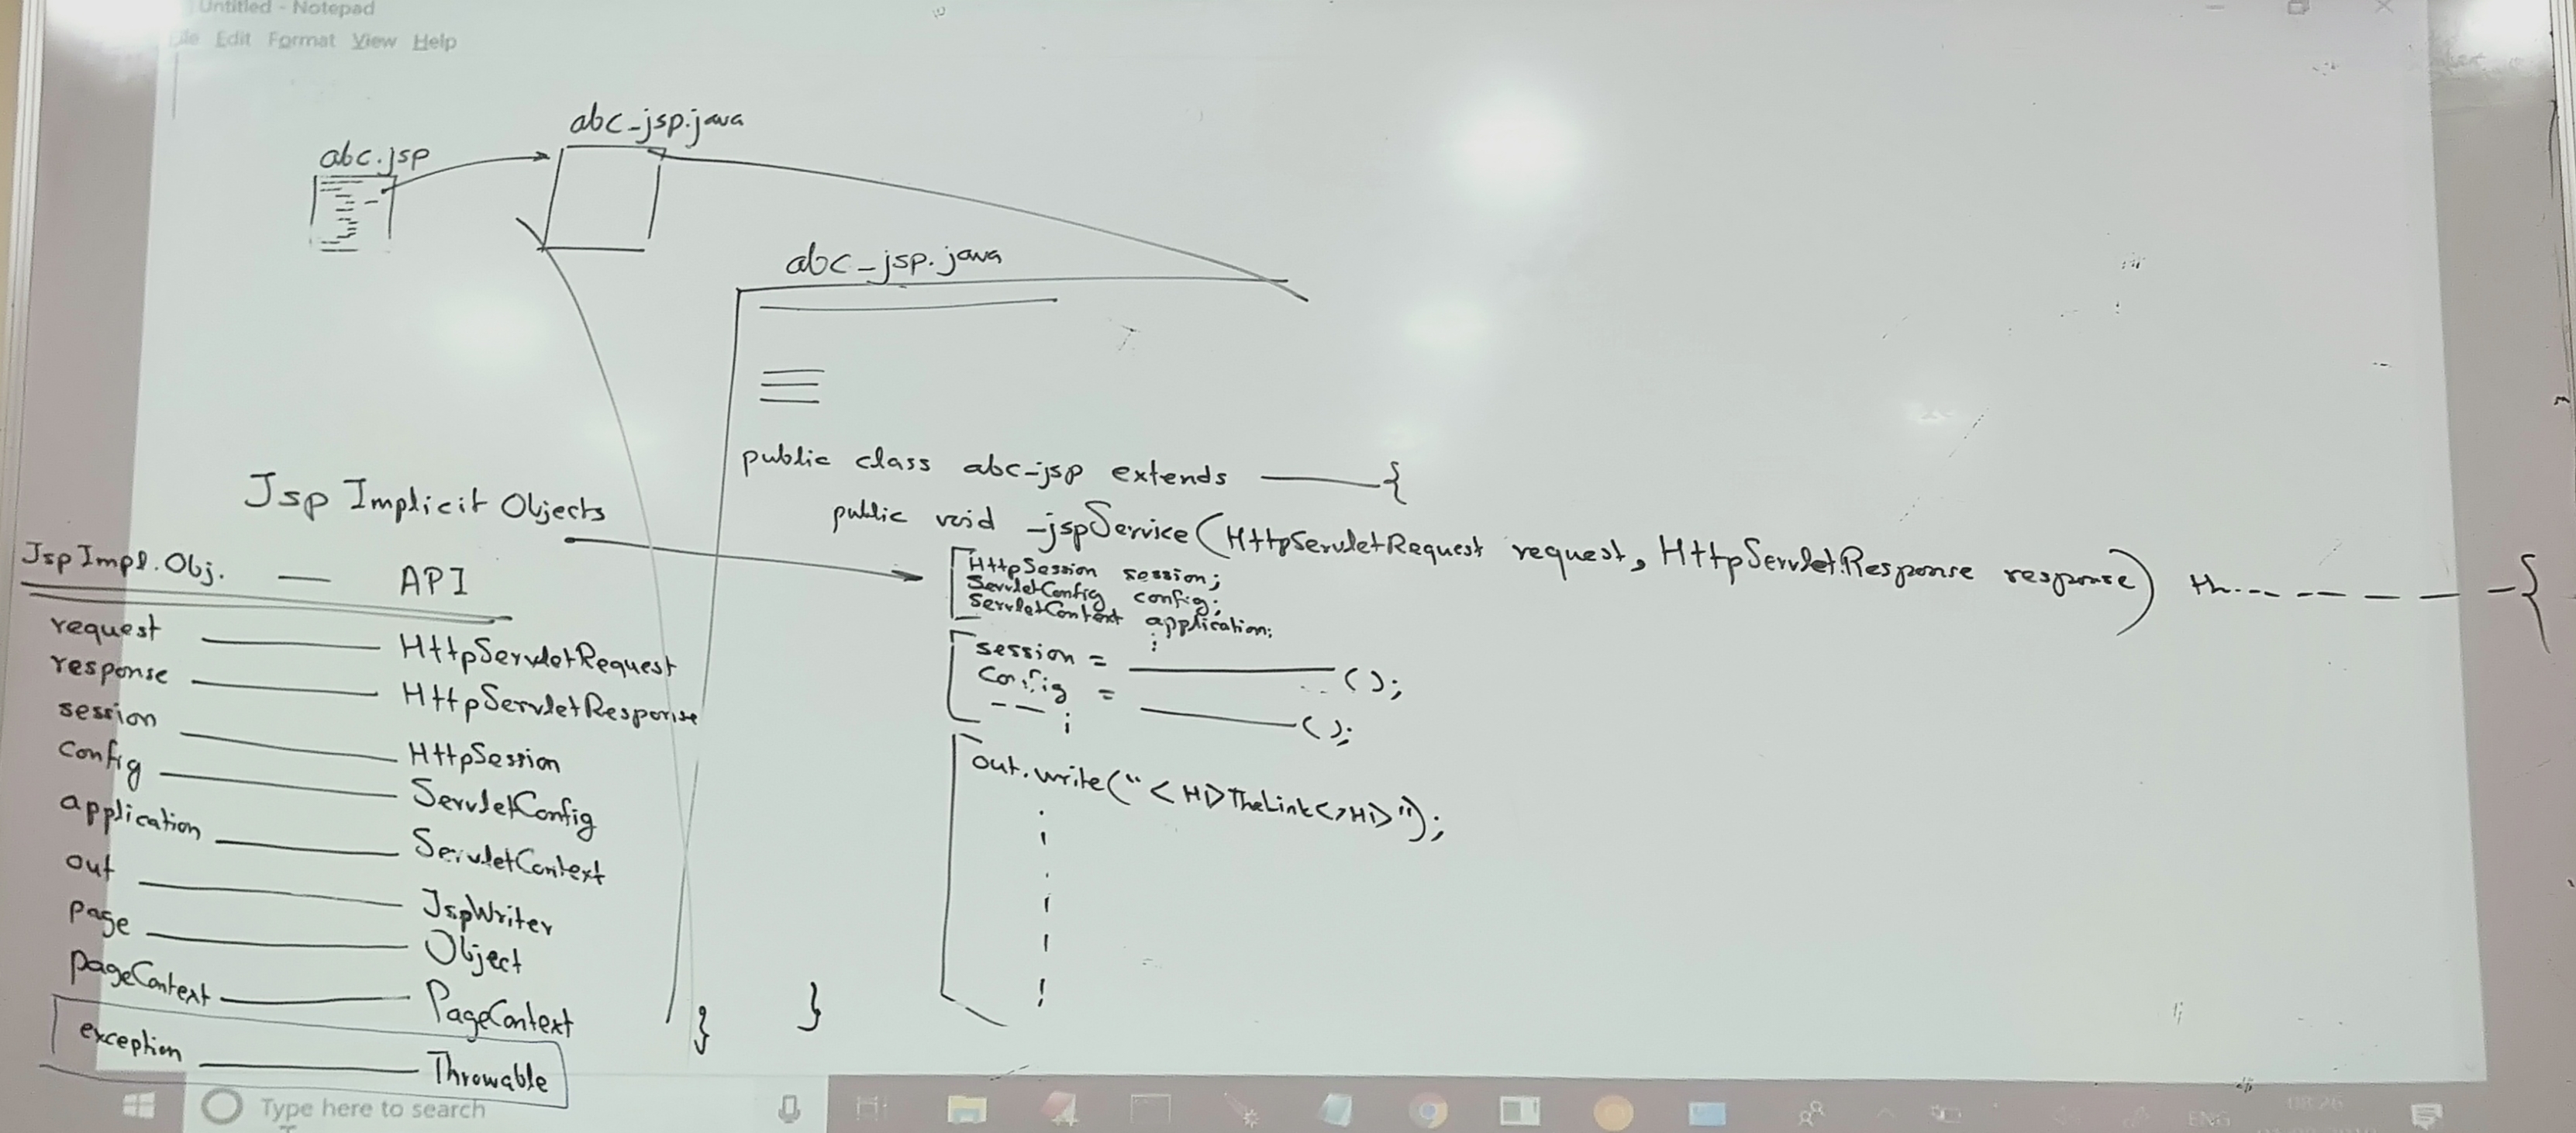 Untitled - Notepad
File Edit Format View Help
abc_jsp.java
abc.jsp
abc_jsp.java
public class abc_jsp extends ——— {
public void _jspService(HttpServletRequest request, HttpServletResponse response) th--- -- — — — — {
HttpSession session;
ServletConfig config;
ServletContext application;
session = ————— ();
config = ————— ();
-- ;
out.write("<H1>TheLink</H1>");
}
}
Jsp Implicit Objects
Jsp Impl. Obj. — API
request ——— HttpServletRequest
response ——— HttpServletResponse
session ——— HttpSession
config ——— ServletConfig
application ——— ServletContext
out ——— JspWriter
page ——— Object
pageContext ——— PageContext
exception ——— Throwable
Type here to search
ENG
08:26